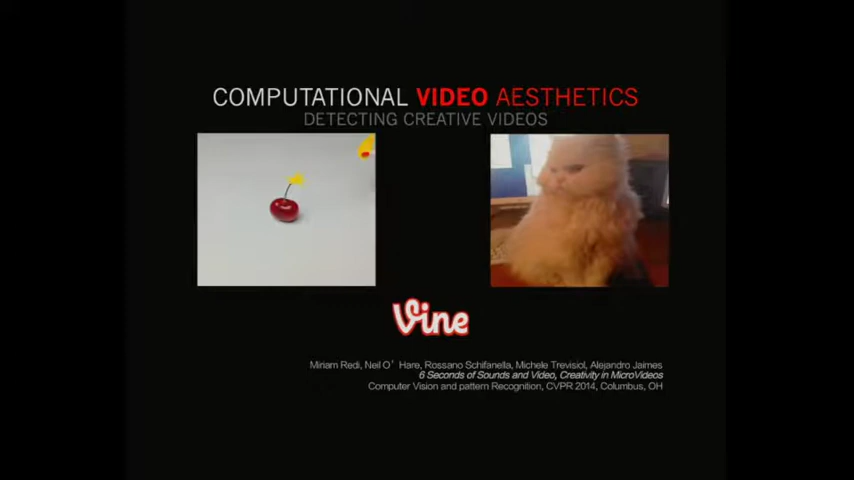 COMPUTATIONAL VIDEO AESTHETICS
DETECTING CREATIVE VIDEOS
Vine
Miriam Redi, Neil O' Hare, Rossano Schifanella, Michele Trevisiol, Alejandro Jaimes
6 Seconds of Sounds and Video, Creativity in MicroVideos
Computer Vision and pattern Recognition, CVPR 2014, Columbus, OH